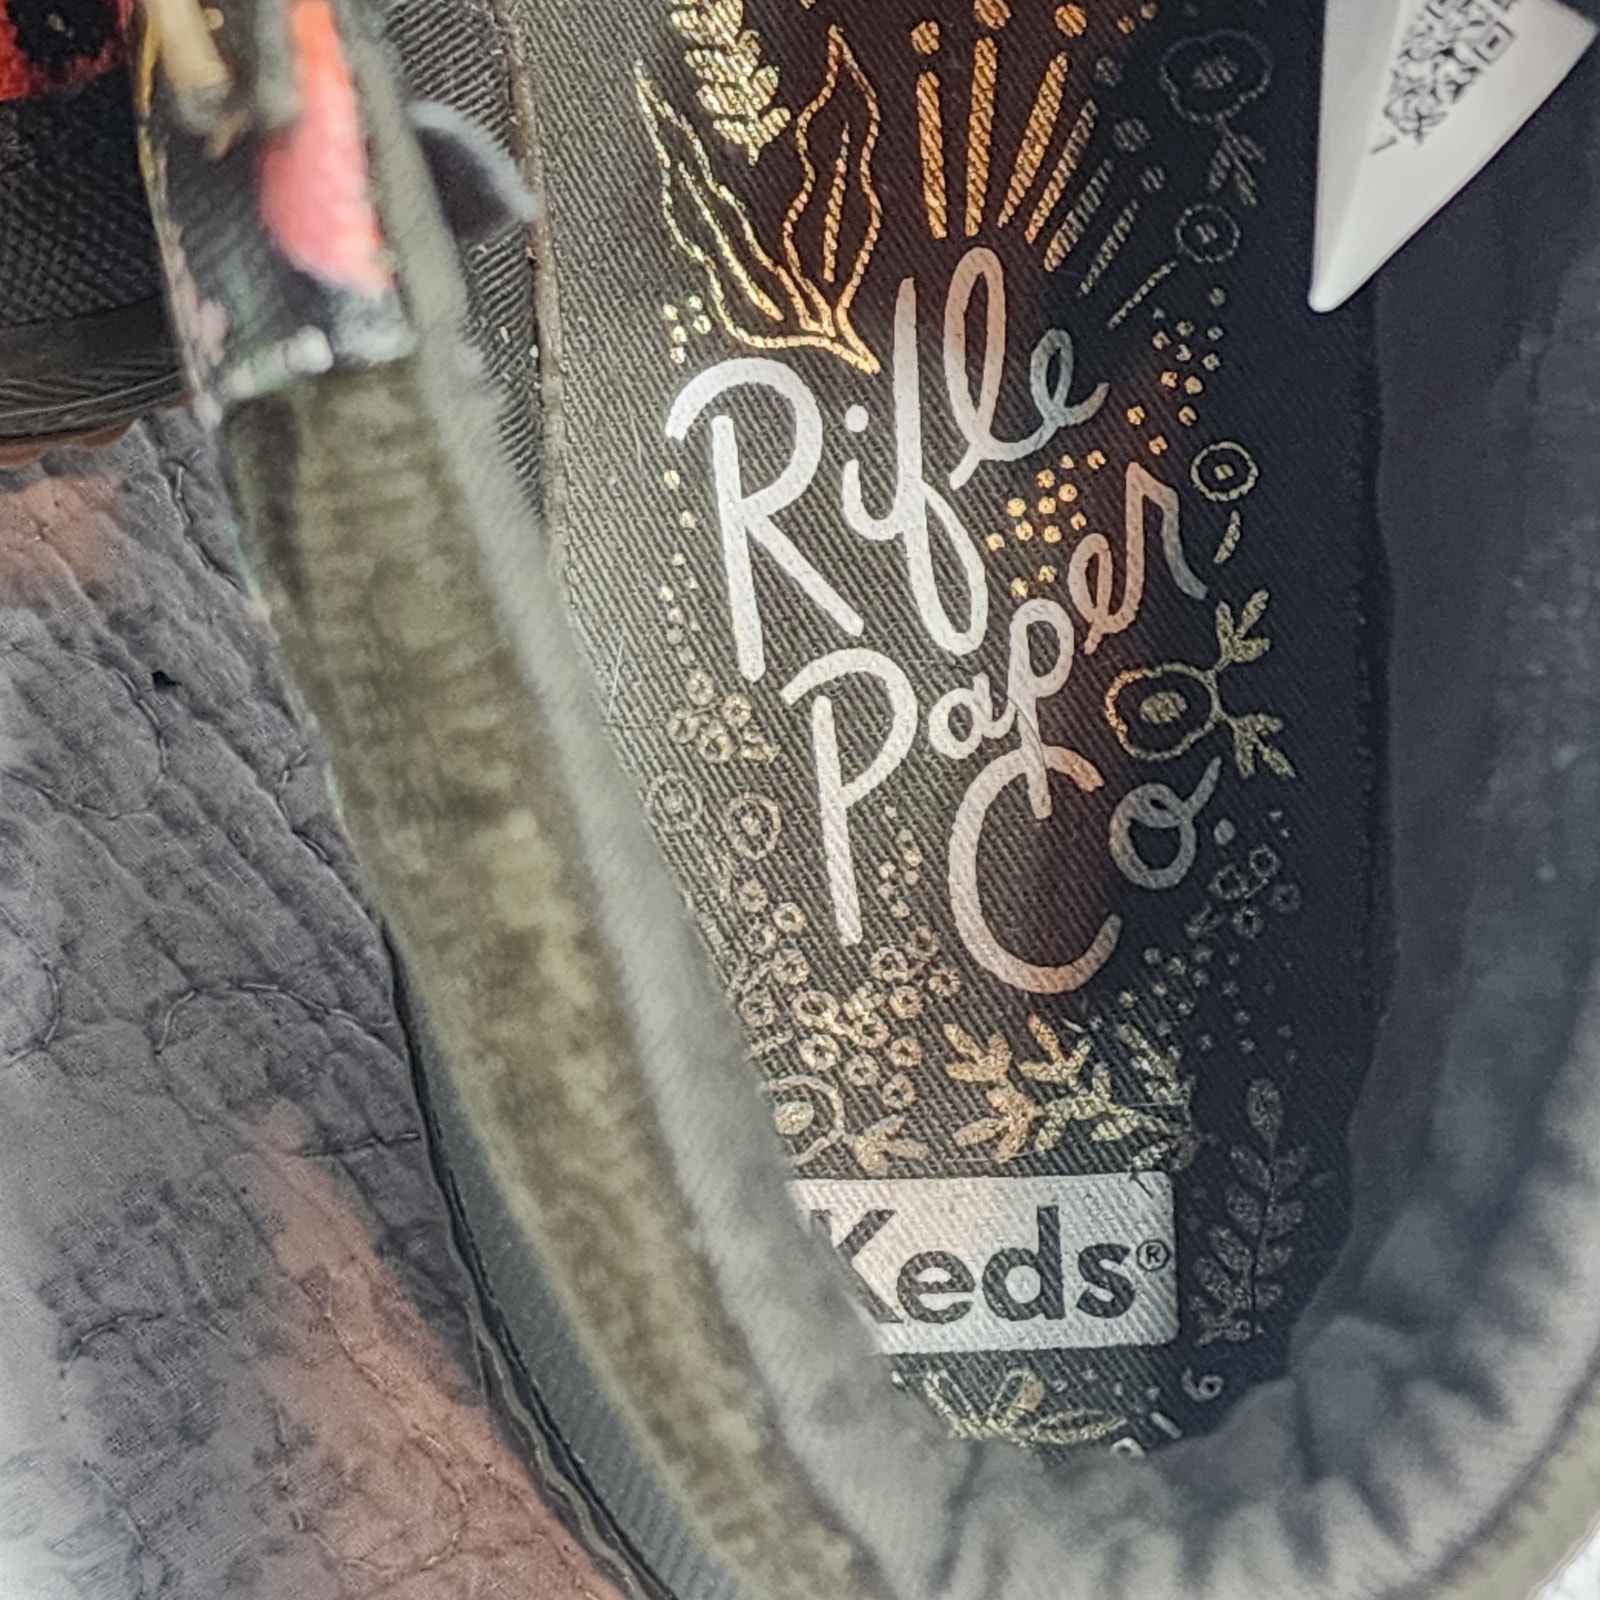 Rifle
Paper
Co
Keds®